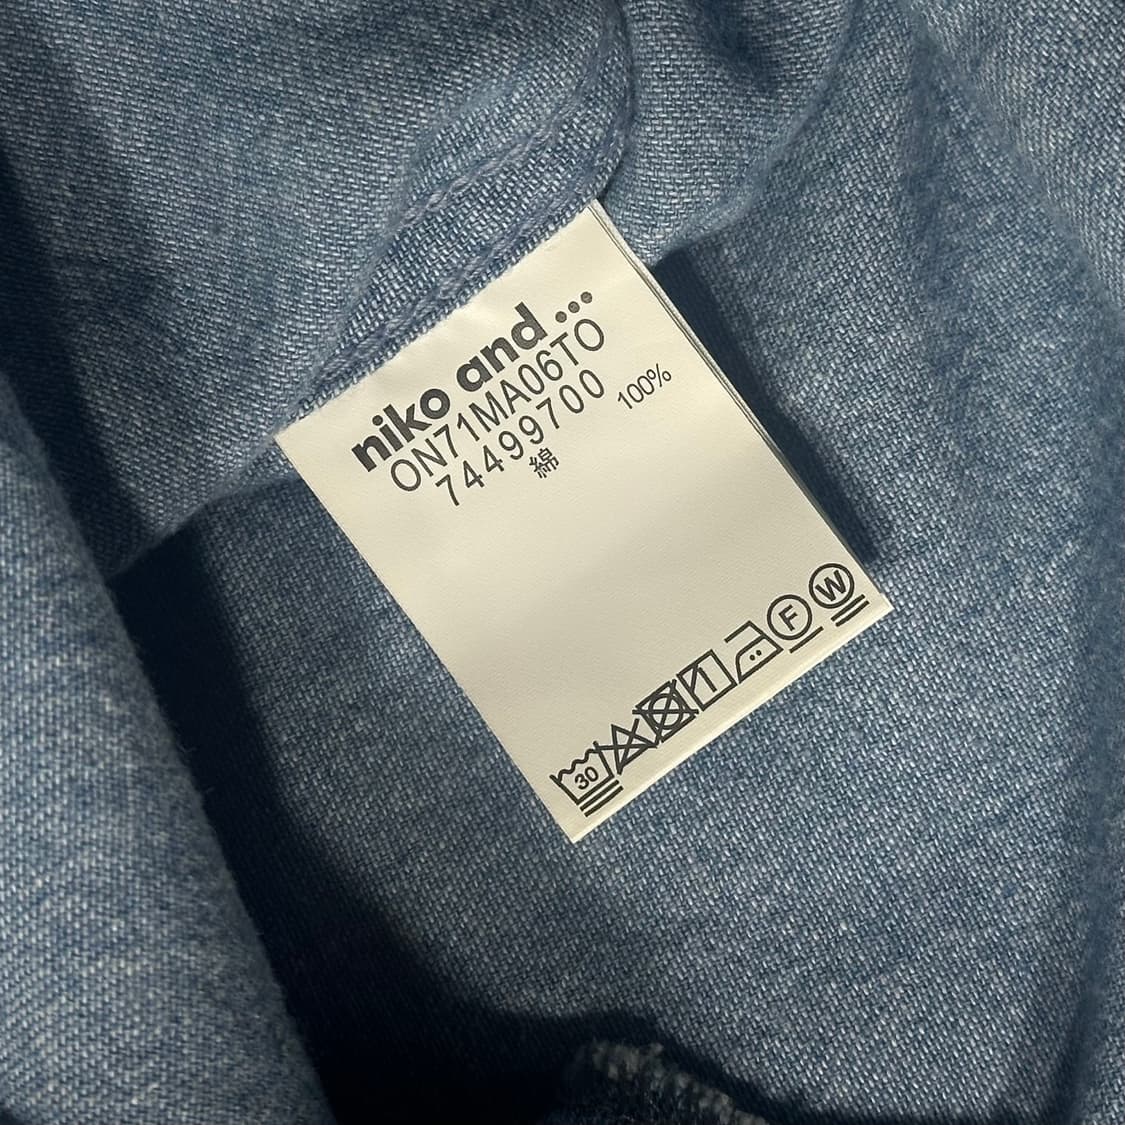 niko and ...
ON71MA06TO
74499700
綿 100%
30 F W